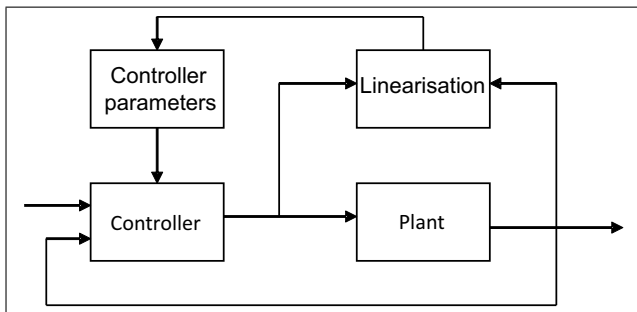 Controller
parameters
Linearisation
Controller
Plant